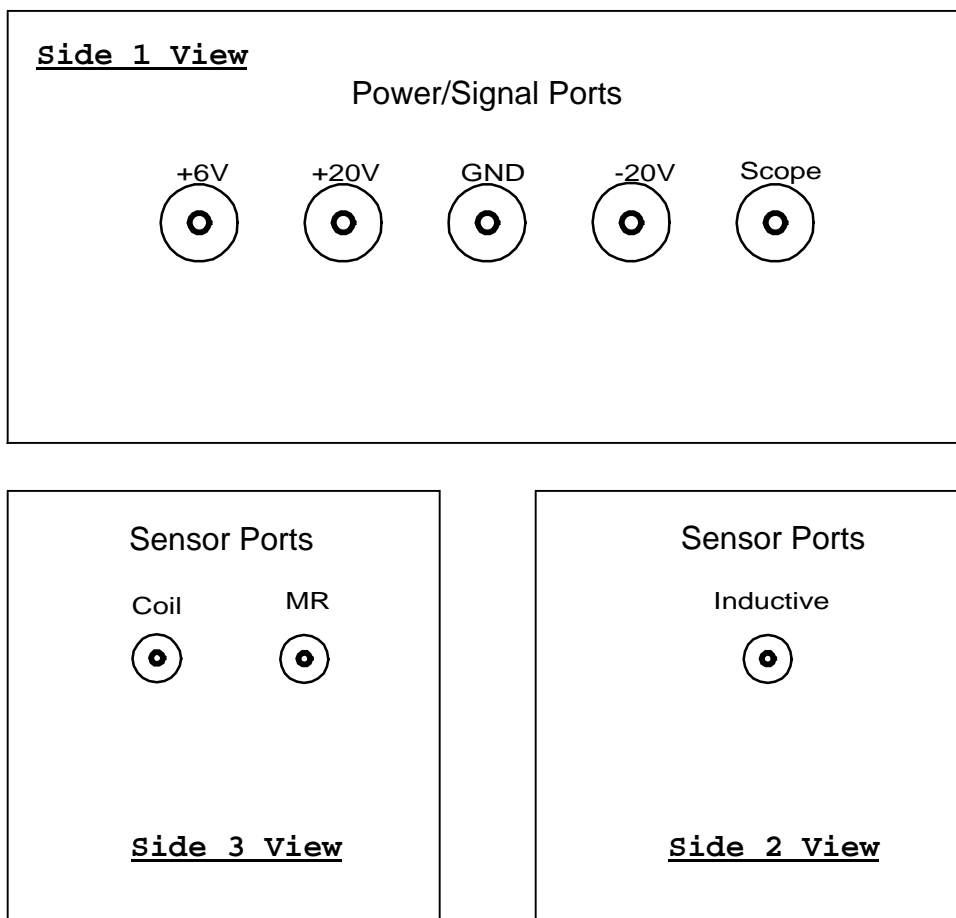 Side 1 View
Power/Signal Ports
+6V +20V GND -20V Scope
Sensor Ports
Coil MR
Side 3 View
Sensor Ports
Inductive
Side 2 View